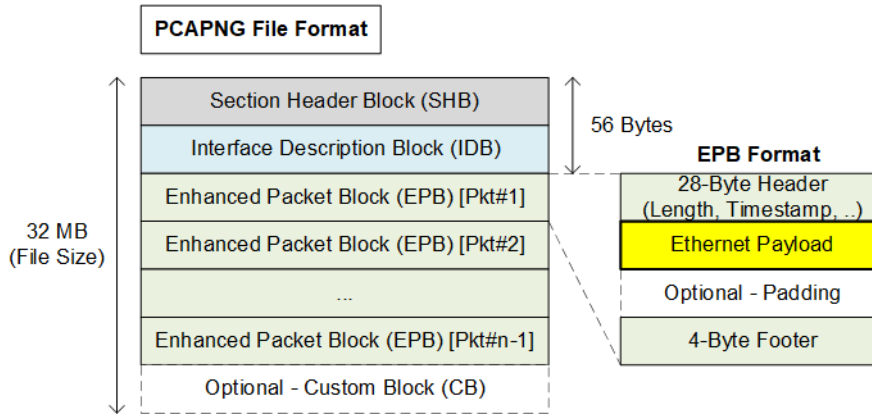 PCAPNG File Format
Section Header Block (SHB)
Interface Description Block (IDB)
56 Bytes
EPB Format
Enhanced Packet Block (EPB) [Pkt#1]
28-Byte Header
(Length, Timestamp, ..)
32 MB
(File Size)
Enhanced Packet Block (EPB) [Pkt#2]
Ethernet Payload
...
Optional - Padding
Enhanced Packet Block (EPB) [Pkt#n-1]
4-Byte Footer
Optional - Custom Block (CB)